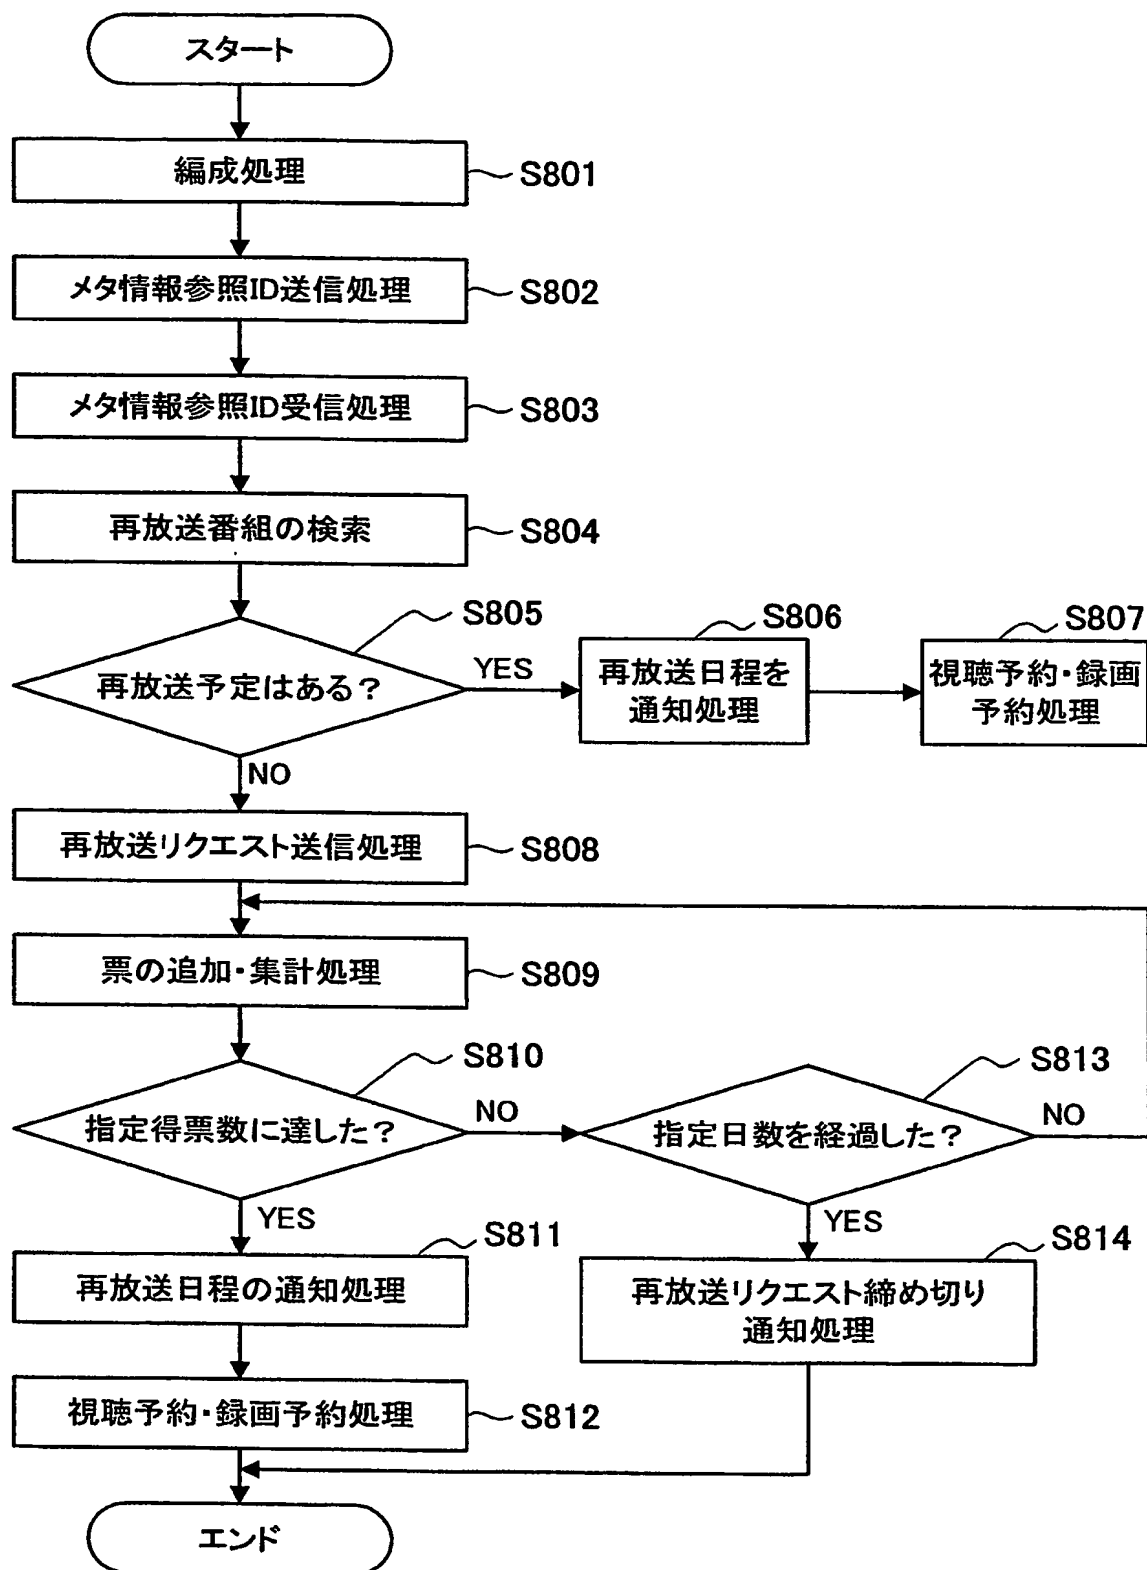 スタート
編成処理
S801
メタ情報参照ID送信処理
S802
メタ情報参照ID受信処理
S803
再放送番組の検索
S804
再放送予定はある？
S805
YES
再放送日程を
通知処理
S806
視聴予約・録画
予約処理
S807
NO
再放送リクエスト送信処理
S808
票の追加・集計処理
S809
指定得票数に達した？
S810
NO
指定日数を経過した？
S813
NO
YES
再放送日程の通知処理
S811
YES
再放送リクエスト締め切り
通知処理
S814
視聴予約・録画予約処理
S812
エンド